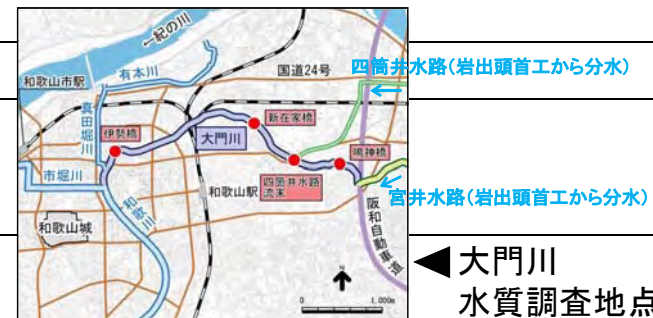 ←紀の川
和歌山市駅
有本川
国道24号
四箇井水路(岩出頭首工から分水)
真田堀川
伊勢橋
大門川
新在家橋
鳴神橋
市堀川
和歌山駅
四箇井水路
流末
宮井水路(岩出頭首工から分水)
和歌川
和歌山城
阪和自動車道
N
0
1,000m
◀大門川
水質調査地点